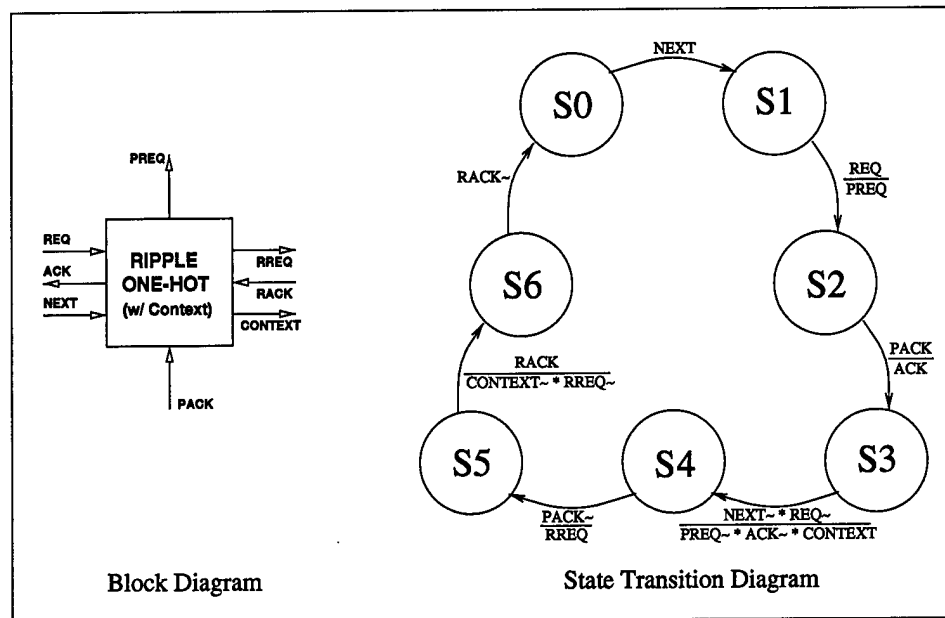 PREQ
REQ
ACK
NEXT
RIPPLE
ONE-HOT
(w/ Context)
RREQ
RACK
CONTEXT
PACK
Block Diagram
NEXT
S0
S1
RACK~
REQ
PREQ
S6
S2
RACK
CONTEXT~ * RREQ~
PACK
ACK
S5
S4
S3
PACK~
RREQ
NEXT~ * REQ~
PREQ~ * ACK~ * CONTEXT
State Transition Diagram